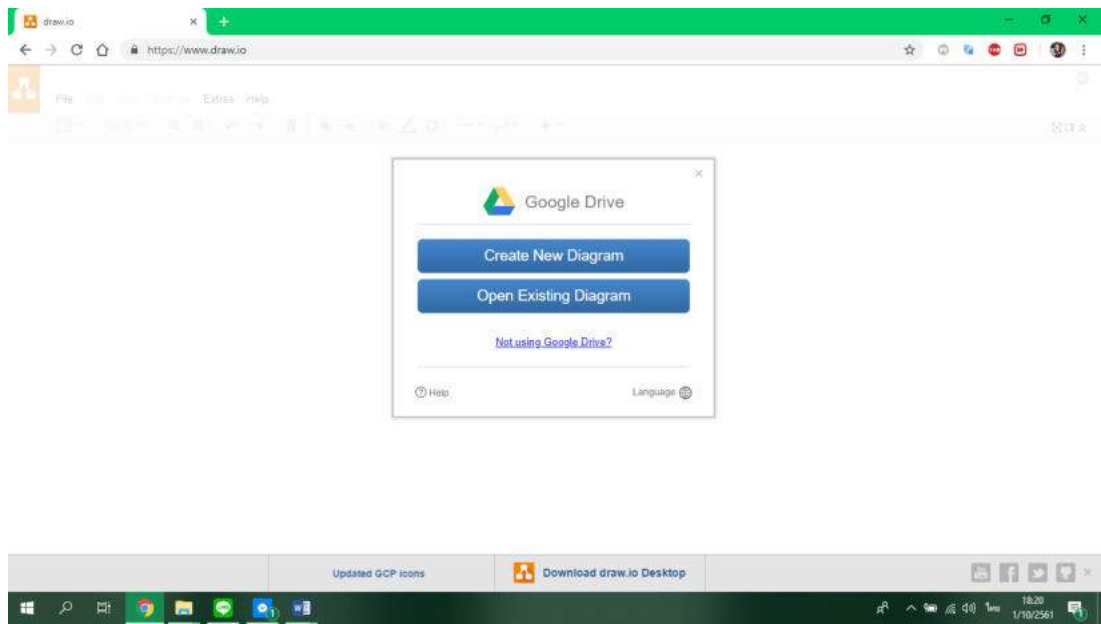 draw.io
https://www.draw.io
File
Extras Help
Google Drive
Create New Diagram
Open Existing Diagram
Not using Google Drive?
Help
Language
Updated GCP icons
Download draw.io Desktop
18:20
1/10/2561